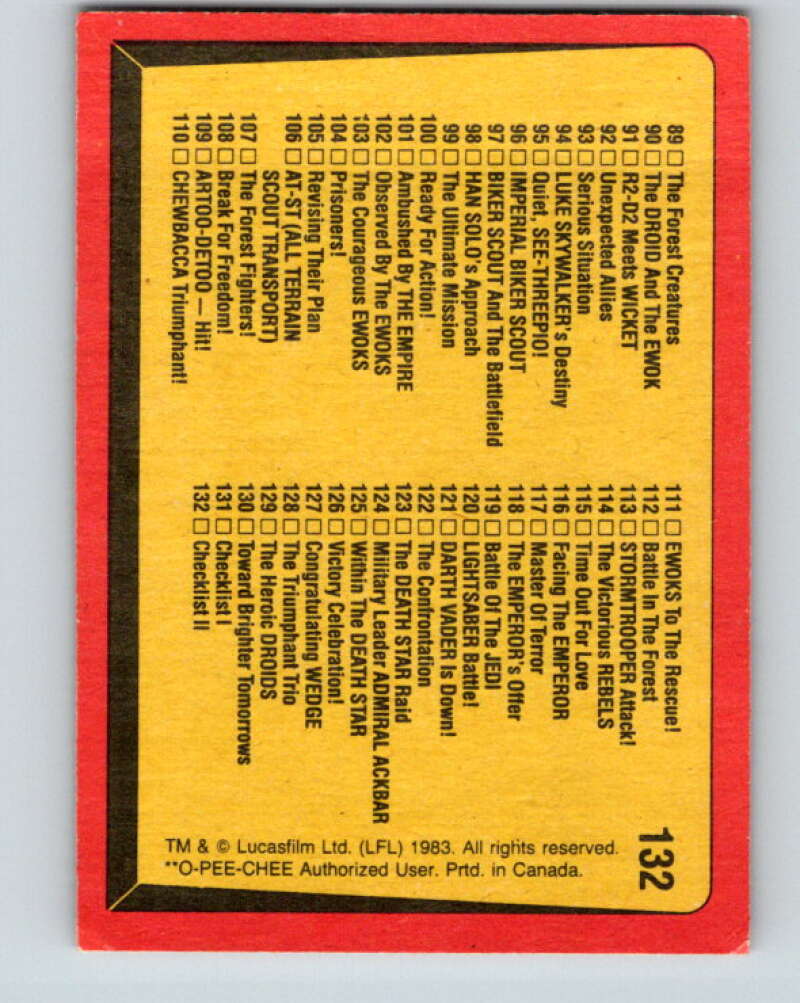 89 □ The Forest Creatures
90 □ The DROID And The EWOK
91 □ R2-D2 Meets WICKET
92 □ Unexpected Allies
93 □ Serious Situation
94 □ LUKE SKYWALKER's Destiny
95 □ Quiet, SEE-THREEPIO!
96 □ IMPERIAL BIKER SCOUT
97 □ BIKER SCOUT And The Battlefield
98 □ HAN SOLO's Approach
99 □ The Ultimate Mission
100 □ Ready For Action!
101 □ Ambushed By THE EMPIRE
102 □ Observed By The EWOKS
103 □ The Courageous EWOKS
104 □ Prisoners!
105 □ Revising Their Plan
106 □ AT-ST (ALL TERRAIN
SCOUT TRANSPORT)
107 □ The Forest Fighters!
108 □ Break For Freedom!
109 □ ARTOO-DETOO — Hit!
110 □ CHEWBACCA Triumphant!
111 □ EWOKS To The Rescue!
112 □ Battle In The Forest
113 □ STORMTROOPER Attack!
114 □ The Victorious REBELS
115 □ Time Out For Love
116 □ Facing The EMPEROR
117 □ Master Of Terror
118 □ The EMPEROR's Offer
119 □ Battle Of The JEDI
120 □ LIGHTSABER Battle!
121 □ DARTH VADER Is Down!
122 □ The Confrontation
123 □ The DEATH STAR Raid
124 □ Military Leader ADMIRAL ACKBAR
125 □ Within The DEATH STAR
126 □ Victory Celebration!
127 □ Congratulating WEDGE
128 □ The Triumphant Trio
129 □ The Heroic DROIDS
130 □ Toward Brighter Tomorrows
131 □ Checklist I
132 □ Checklist II
132
TM & © Lucasfilm Ltd. (LFL) 1983. All rights reserved.
**O-PEE-CHEE Authorized User. Prtd. in Canada.